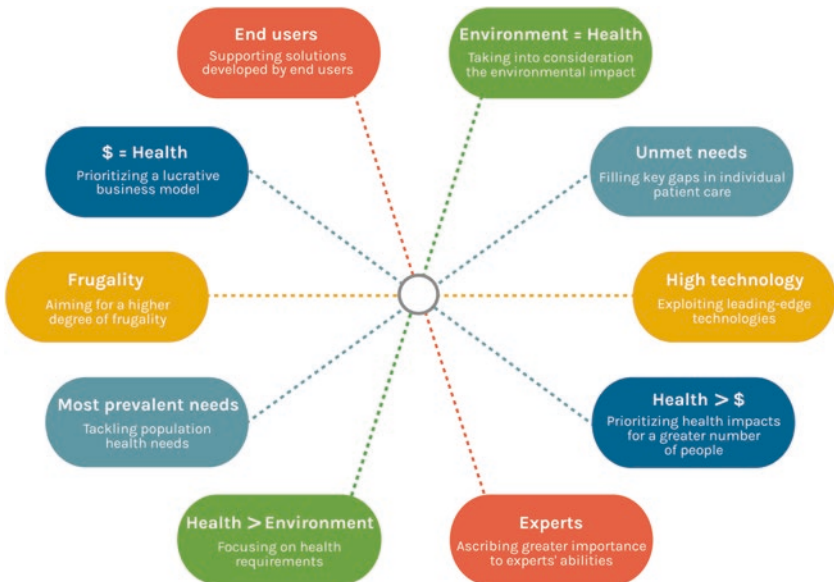 End users
Supporting solutions
developed by end users
Environment = Health
Taking into consideration
the environmental impact
$ = Health
Prioritizing a lucrative
business model
Unmet needs
Filling key gaps in individual
patient care
Frugality
Aiming for a higher
degree of frugality
High technology
Exploiting leading-edge
technologies
Most prevalent needs
Tackling population
health needs
Health > $
Prioritizing health impacts
for a greater number
of people
Health > Environment
Focusing on health
requirements
Experts
Ascribing greater importance
to experts' abilities